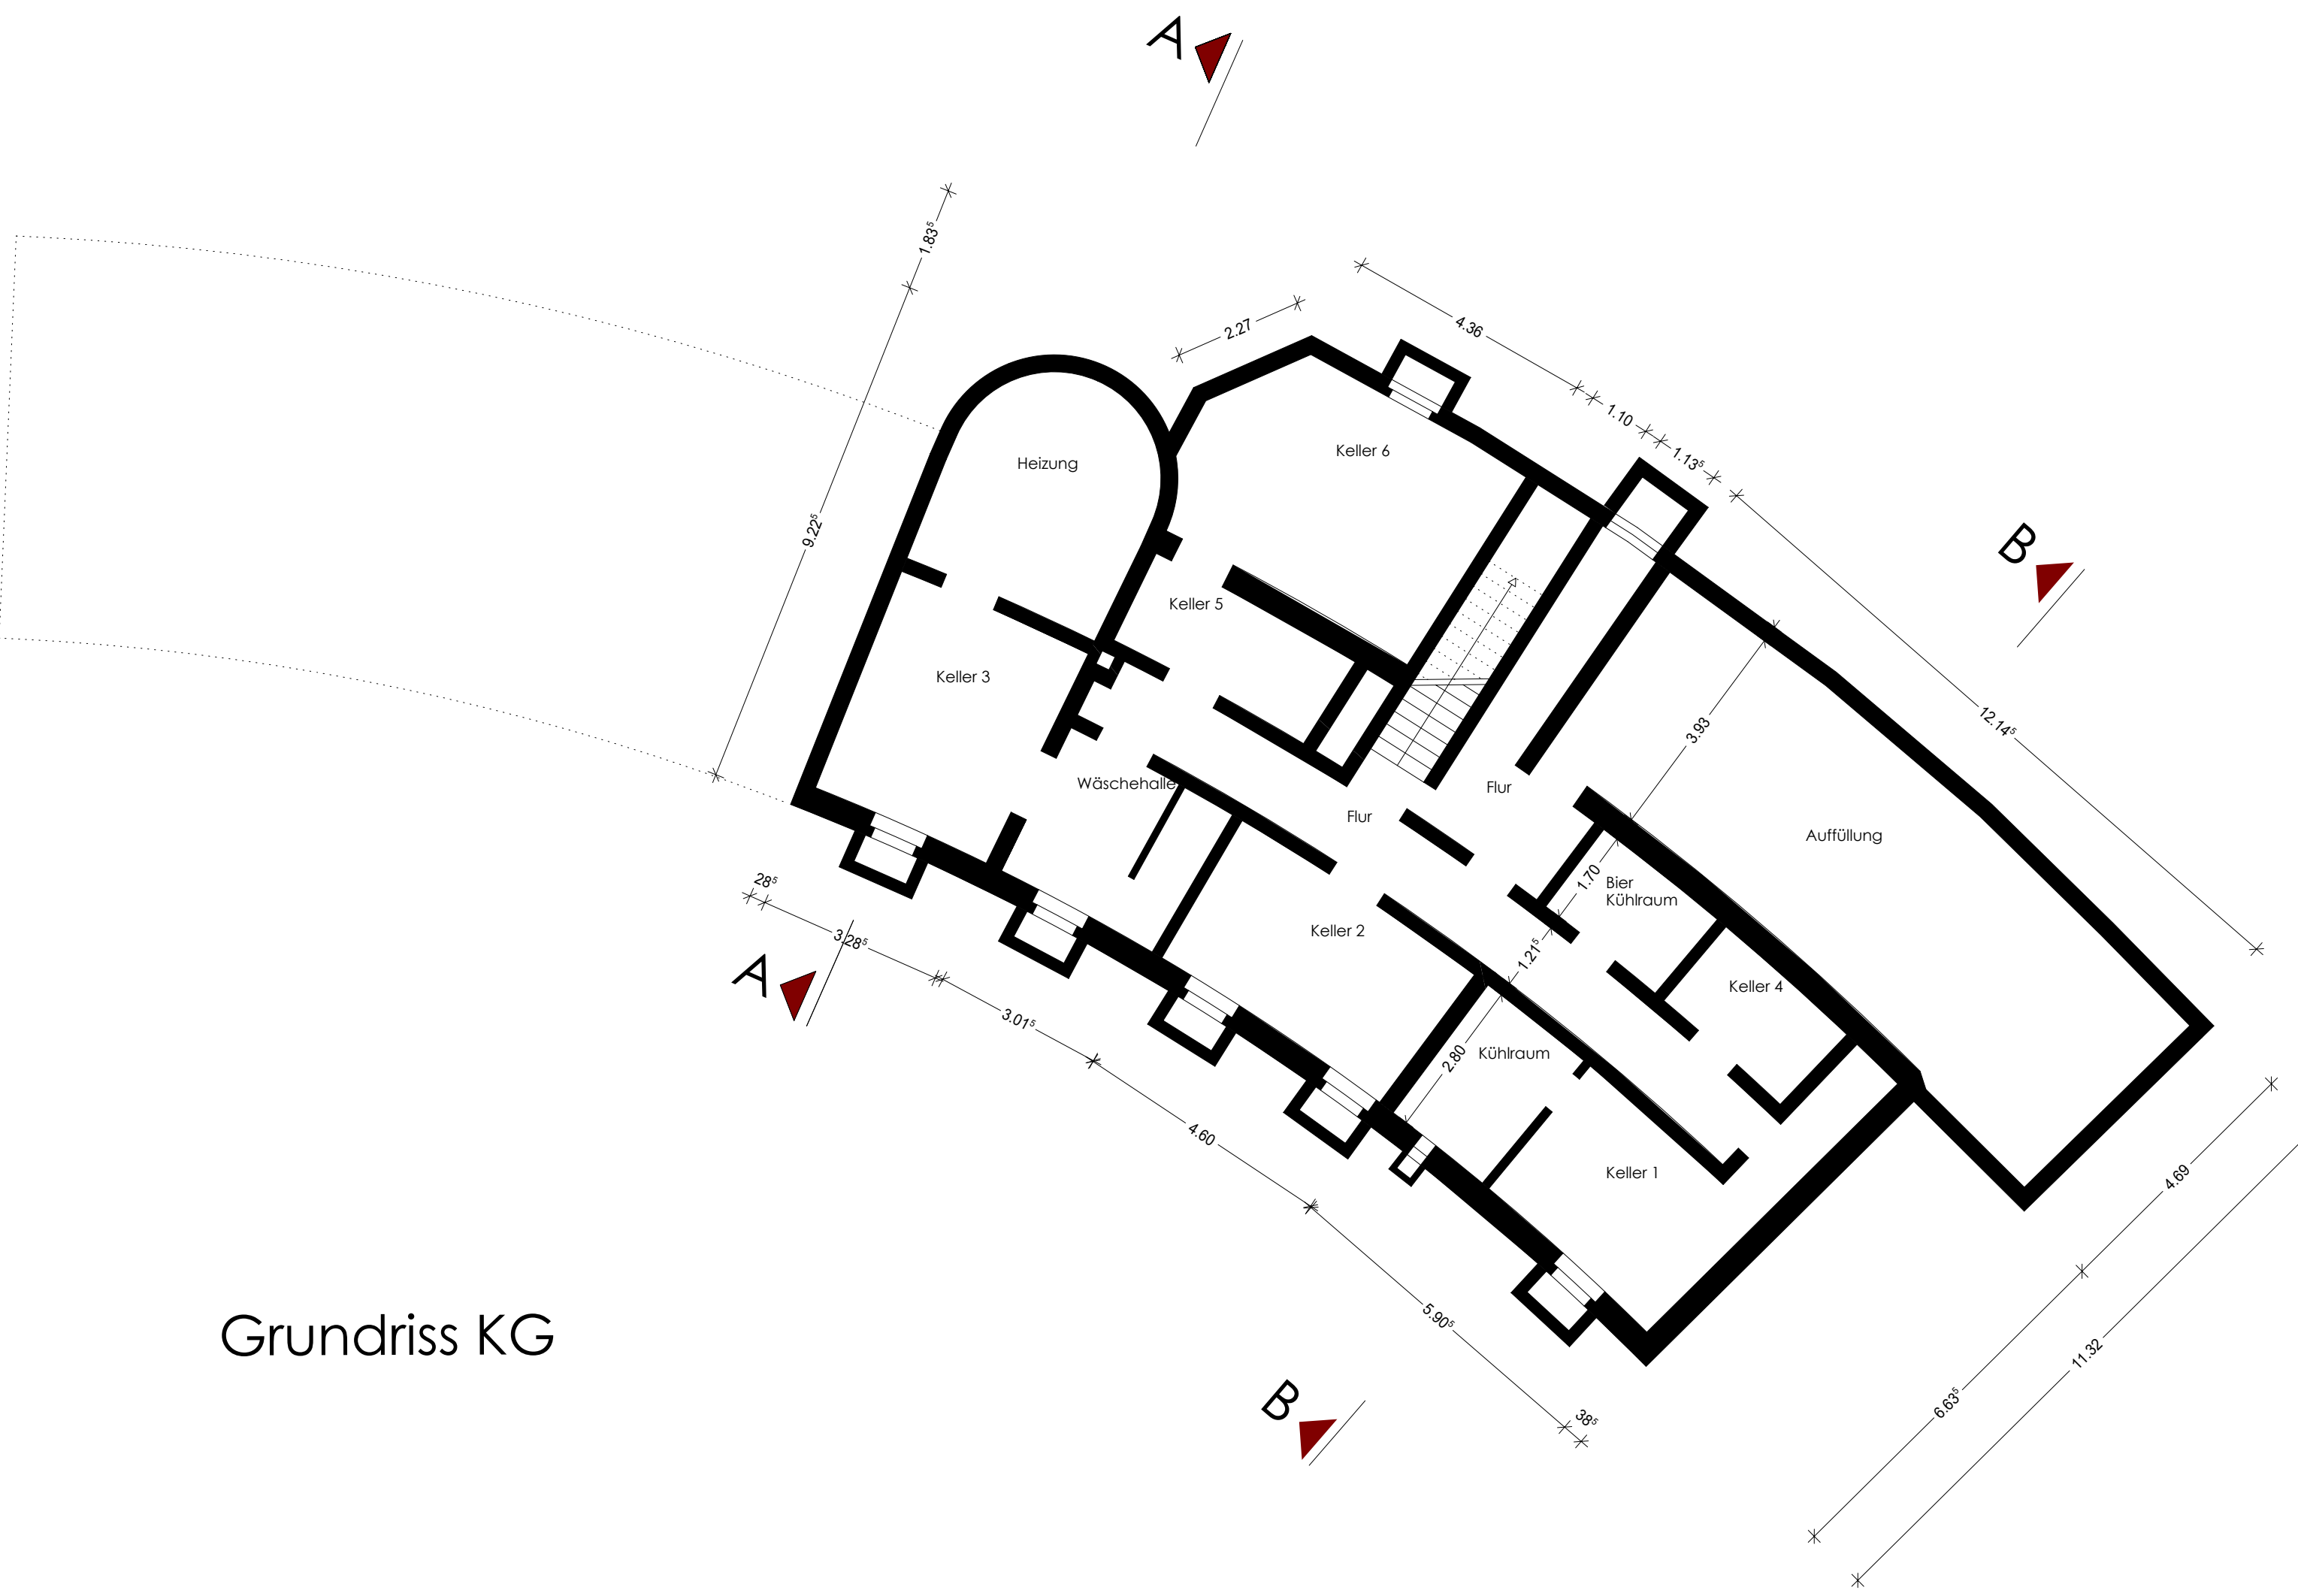 A
1.83⁵
2.27
4.36
1.10
1.13⁵
9.22⁵
Heizung
Keller 6
B
Keller 5
Keller 3
12.14⁵
3.93
Wäschehalle
Flur
Flur
Auffüllung
1.70
Bier
Kühlraum
28⁵
3.28⁵
Keller 2
1.21⁵
A
Keller 4
3.01⁵
2.80
Kühlraum
4.60
Keller 1
4.69
Grundriss KG
5.90⁵
11.32
B
38⁵
6.63⁵